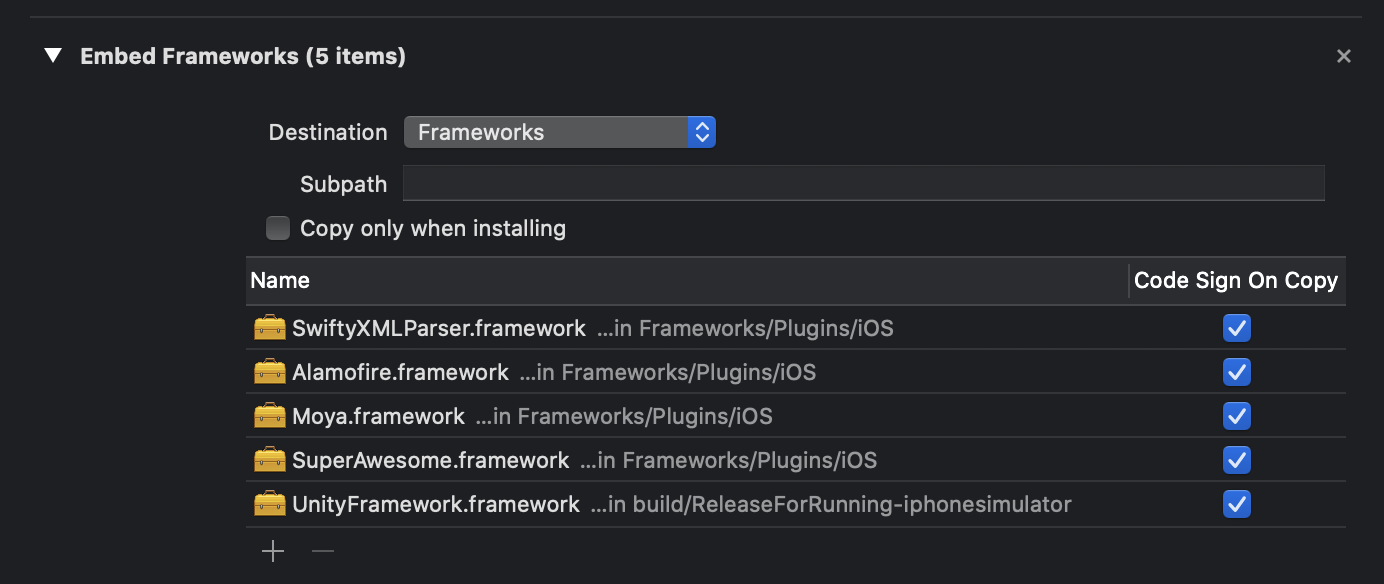 Embed Frameworks (5 items)
Destination Frameworks
Subpath
Copy only when installing
Name Code Sign On Copy
SwiftyXMLParser.framework ...in Frameworks/Plugins/iOS
Alamofire.framework ...in Frameworks/Plugins/iOS
Moya.framework ...in Frameworks/Plugins/iOS
SuperAwesome.framework ...in Frameworks/Plugins/iOS
UnityFramework.framework ...in build/ReleaseForRunning-iphonesimulator